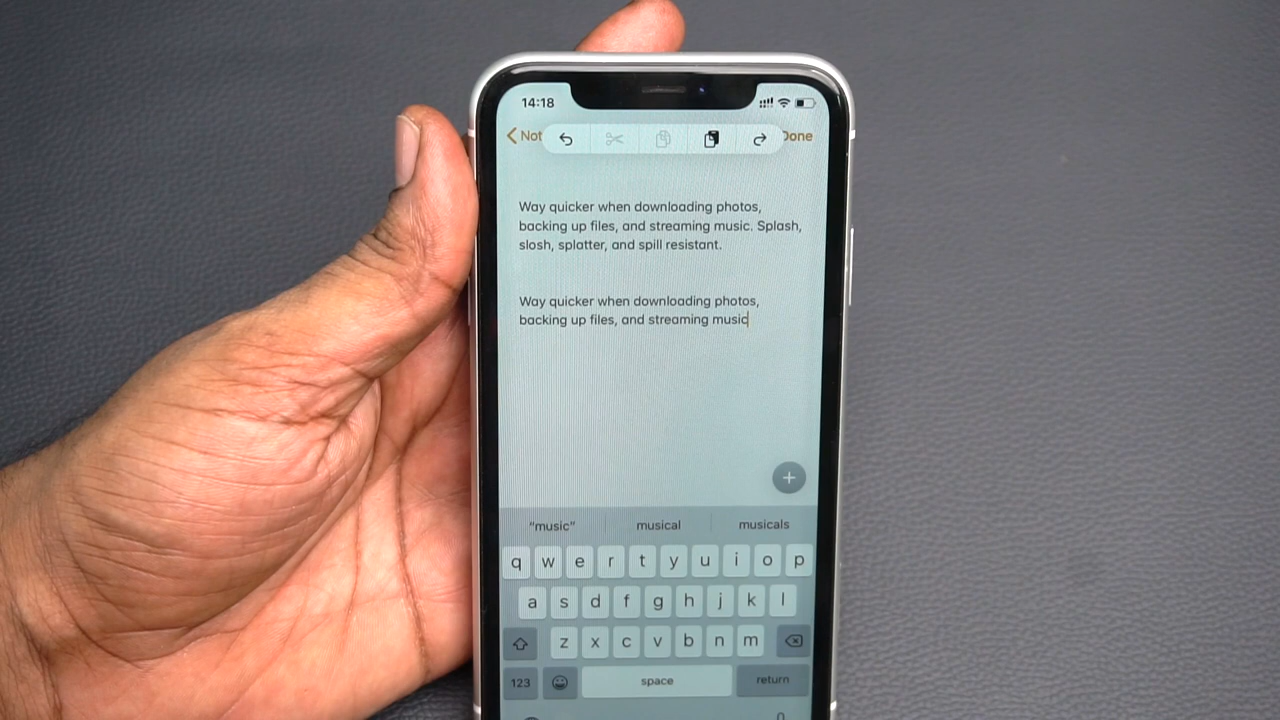 14:18
Not
Done
Way quicker when downloading photos,
backing up files, and streaming music. Splash,
slosh, splatter, and spill resistant.
Way quicker when downloading photos,
backing up files, and streaming music
“music” musical musicals
q w e r t y u i o p
a s d f g h j k l
z x c v b n m
123 space return